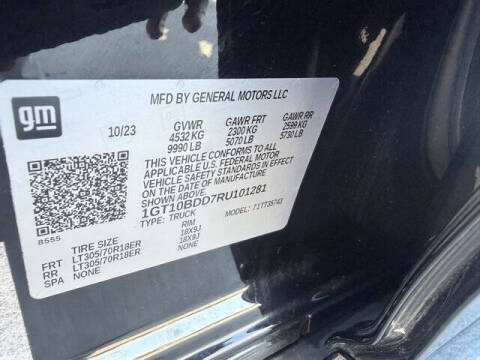 gm
MFD BY GENERAL MOTORS LLC
10/23 GVWR GAWR FRT GAWR RR
4532 KG 2300 KG 2599 KG
9990 LB 5070 LB 5730 LB
THIS VEHICLE CONFORMS TO ALL
APPLICABLE U.S. FEDERAL MOTOR
VEHICLE SAFETY STANDARDS IN EFFECT
ON THE DATE OF MANUFACTURE
SHOWN ABOVE.
1GT10BDD7RU101281
TYPE: TRUCK MODEL:
8555
TIRE SIZE RIM
FRT LT305/70R18ER 18X9J
RR LT305/70R18ER 18X9J
SPA NONE NONE